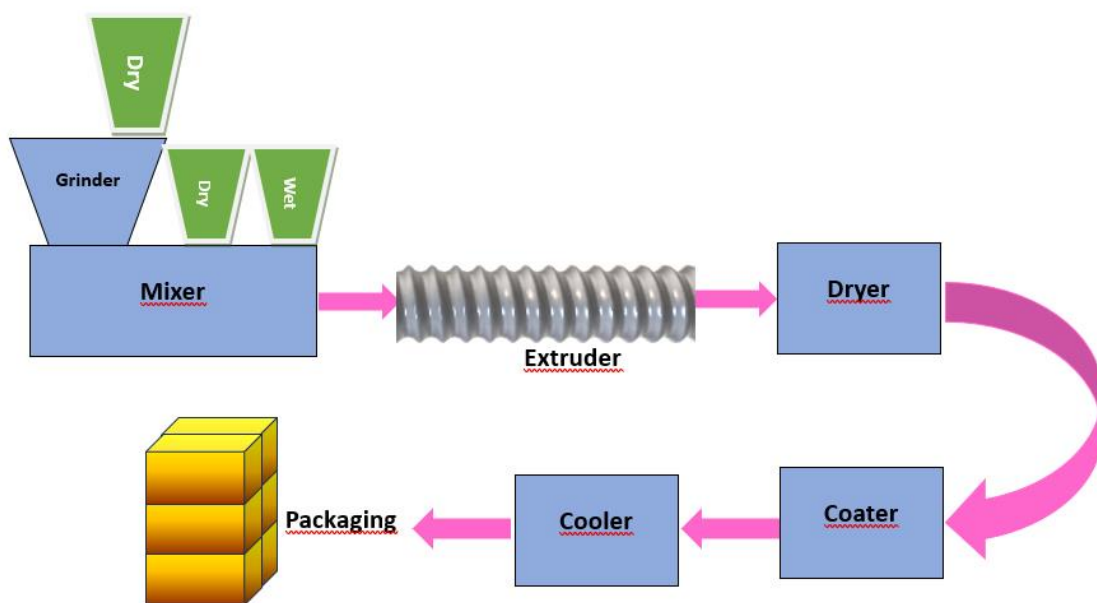 Dry
Grinder
Dry
Wet
Mixer
Extruder
Dryer
Coater
Cooler
Packaging